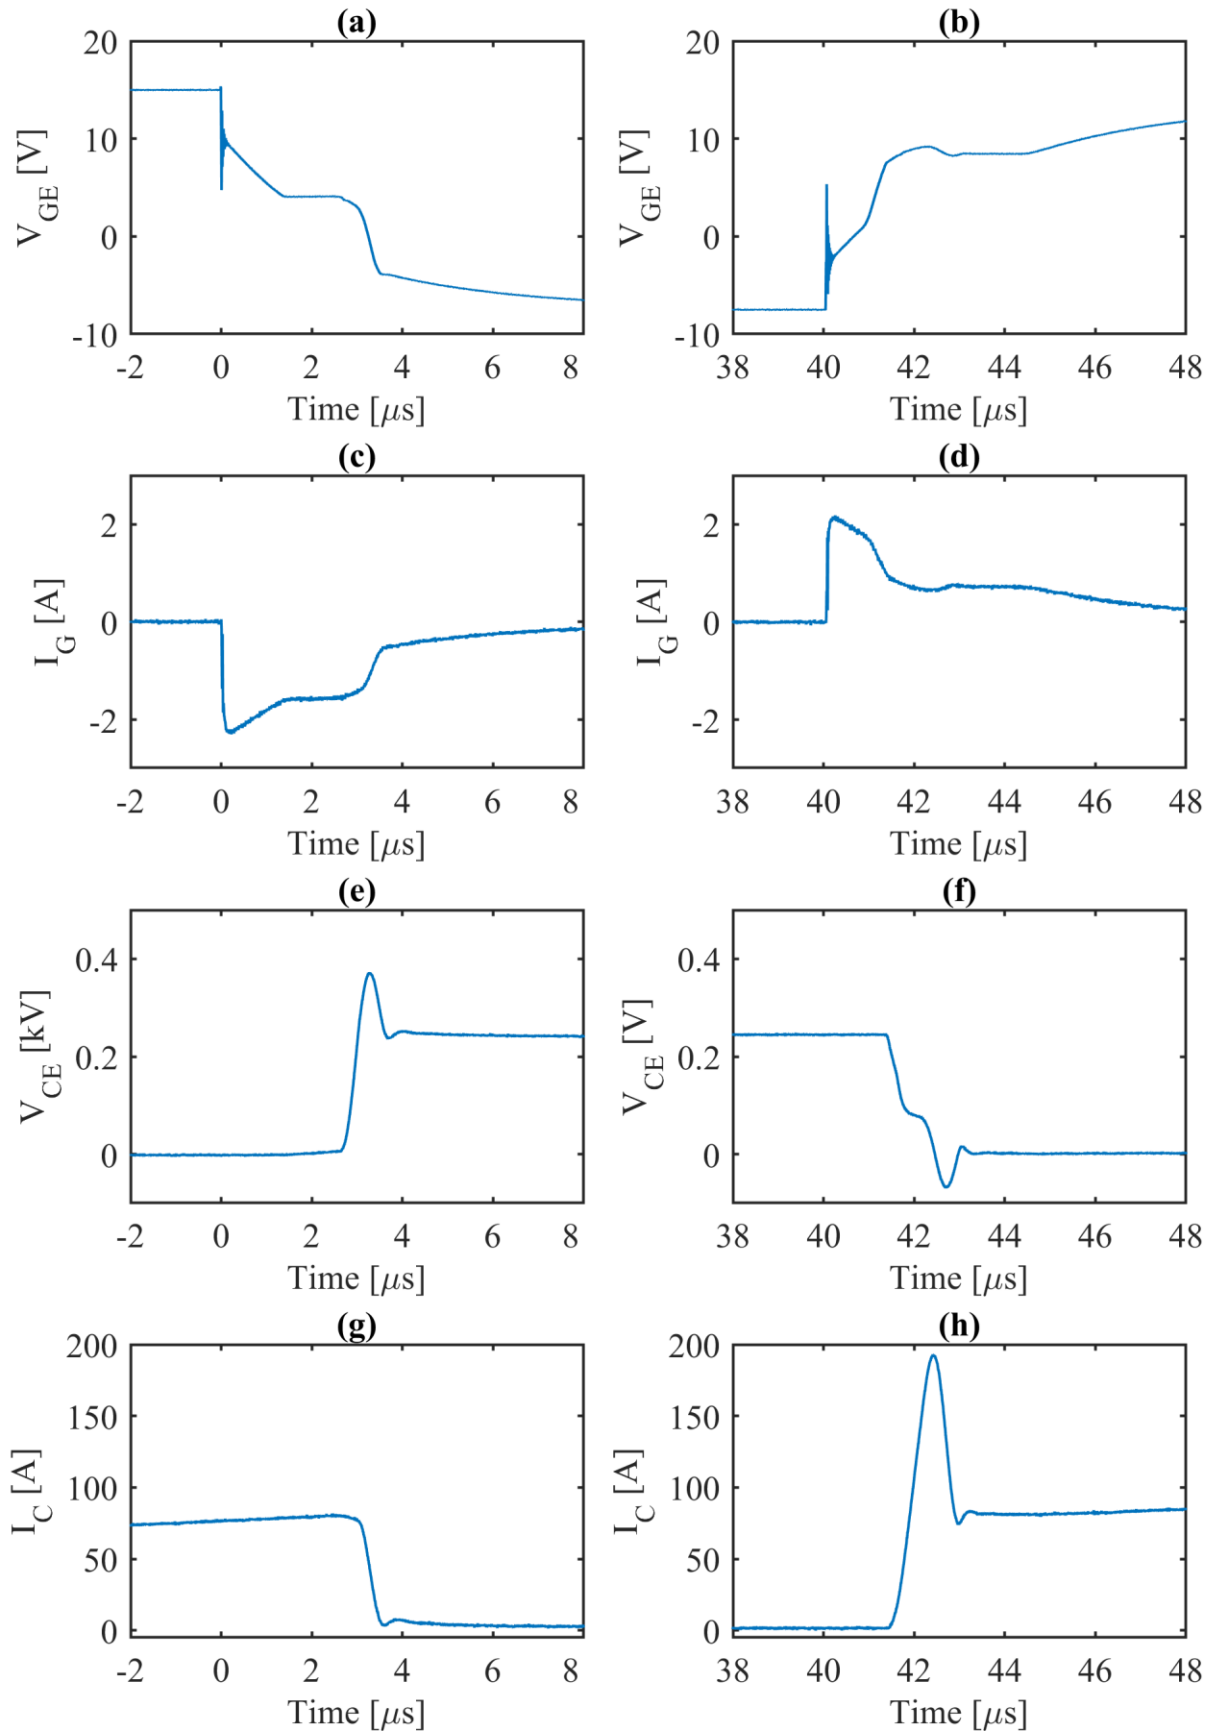 (a)
20
10
0
-10
V_GE [V]
-2 0 2 4 6 8
Time [μs]
(b)
20
10
0
-10
V_GE [V]
38 40 42 44 46 48
Time [μs]
(c)
2
0
-2
I_G [A]
-2 0 2 4 6 8
Time [μs]
(d)
2
0
-2
I_G [A]
38 40 42 44 46 48
Time [μs]
(e)
0.4
0.2
0
V_CE [kV]
-2 0 2 4 6 8
Time [μs]
(f)
0.4
0.2
0
V_CE [V]
38 40 42 44 46 48
Time [μs]
(g)
200
150
100
50
0
I_C [A]
-2 0 2 4 6 8
Time [μs]
(h)
200
150
100
50
0
I_C [A]
38 40 42 44 46 48
Time [μs]